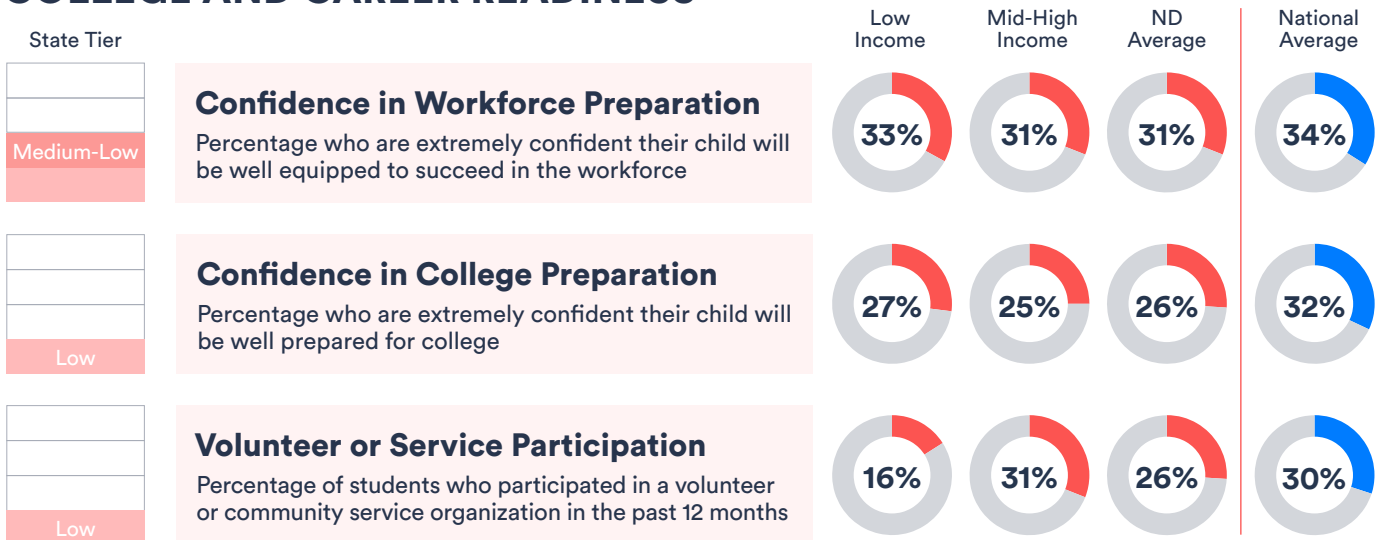 COLLEGE AND CAREER READINESS
State Tier
Low
Income
Mid-High
Income
ND
Average
National
Average
Medium-Low
Confidence in Workforce Preparation
Percentage who are extremely confident their child will
be well equipped to succeed in the workforce
33%
31%
31%
34%
Low
Confidence in College Preparation
Percentage who are extremely confident their child will
be well prepared for college
27%
25%
26%
32%
Low
Volunteer or Service Participation
Percentage of students who participated in a volunteer
or community service organization in the past 12 months
16%
31%
26%
30%